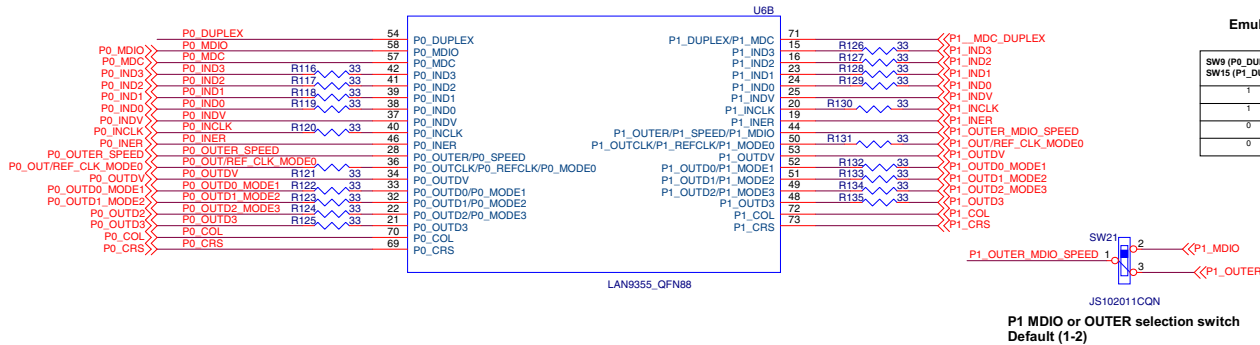 U6B
P0_DUPLEX 54 P0_DUPLEX
P0_MDIO P0_MDIO 58 P0_MDIO
P0_MDC P0_MDC 57 P0_MDC
P0_IND3 P0_IND3 R116 33 42 P0_IND3
P0_IND2 P0_IND2 R117 33 41 P0_IND2
P0_IND1 P0_IND1 R118 33 39 P0_IND1
P0_IND0 P0_IND0 R119 33 38 P0_IND0
P0_INDV P0_INDV 37 P0_INDV
P0_INCLK P0_INCLK R120 33 40 P0_INCLK
P0_INER P0_INER 46 P0_INER
P0_OUTER_SPEED P0_OUTER_SPEED 28 P0_OUTER/P0_SPEED
P0_OUT/REF_CLK_MODE0 P0_OUT/REF_CLK_MODE0 R121 33 36 P0_OUTCLK/P0_REFCLK/P0_MODE0
P0_OUTDV P0_OUTDV 34 P0_OUTDV
P0_OUTD0_MODE1 P0_OUTD0_MODE1 R122 33 33 P0_OUTD0/P0_MODE1
P0_OUTD1_MODE2 P0_OUTD1_MODE2 R123 33 32 P0_OUTD1/P0_MODE2
P0_OUTD2 P0_OUTD2_MODE3 R124 33 22 P0_OUTD2/P0_MODE3
P0_OUTD3 P0_OUTD3 R125 33 21 P0_OUTD3
P0_COL P0_COL 70 P0_COL
P0_CRS P0_CRS 69 P0_CRS
P1_DUPLEX/P1_MDC 71 P1__MDC_DUPLEX
P1_IND3 15 R126 33 P1_IND3
P1_IND2 16 R127 33 P1_IND2
P1_IND1 23 R128 33 P1_IND1
P1_IND0 24 R129 33 P1_IND0
P1_INDV 25 P1_INDV
P1_INCLK 20 R130 33 P1_INCLK
P1_INER 19 P1_INER
P1_OUTER/P1_SPEED/P1_MDIO 44 P1_OUTER_MDIO_SPEED
P1_OUTCLK/P1_REFCLK/P1_MODE0 50 R131 33 P1_OUT/REF_CLK_MODE0
P1_OUTDV 53 P1_OUTDV
P1_OUTD0/P1_MODE1 52 R132 33 P1_OUTD0_MODE1
P1_OUTD1/P1_MODE2 51 R133 33 P1_OUTD1_MODE2
P1_OUTD2/P1_MODE3 49 R134 33 P1_OUTD2_MODE3
P1_OUTD3 48 R135 33 P1_OUTD3
P1_COL 72 P1_COL
P1_CRS 73 P1_CRS
LAN9355_QFN88
SW9 (P0_DU
SW15 (P1_DU
1
1
0
0
SW21
P1_OUTER_MDIO_SPEED 1
2 P1_MDIO
3 P1_OUTER
JS102011CQN
P1 MDIO or OUTER selection switch
Default (1-2)